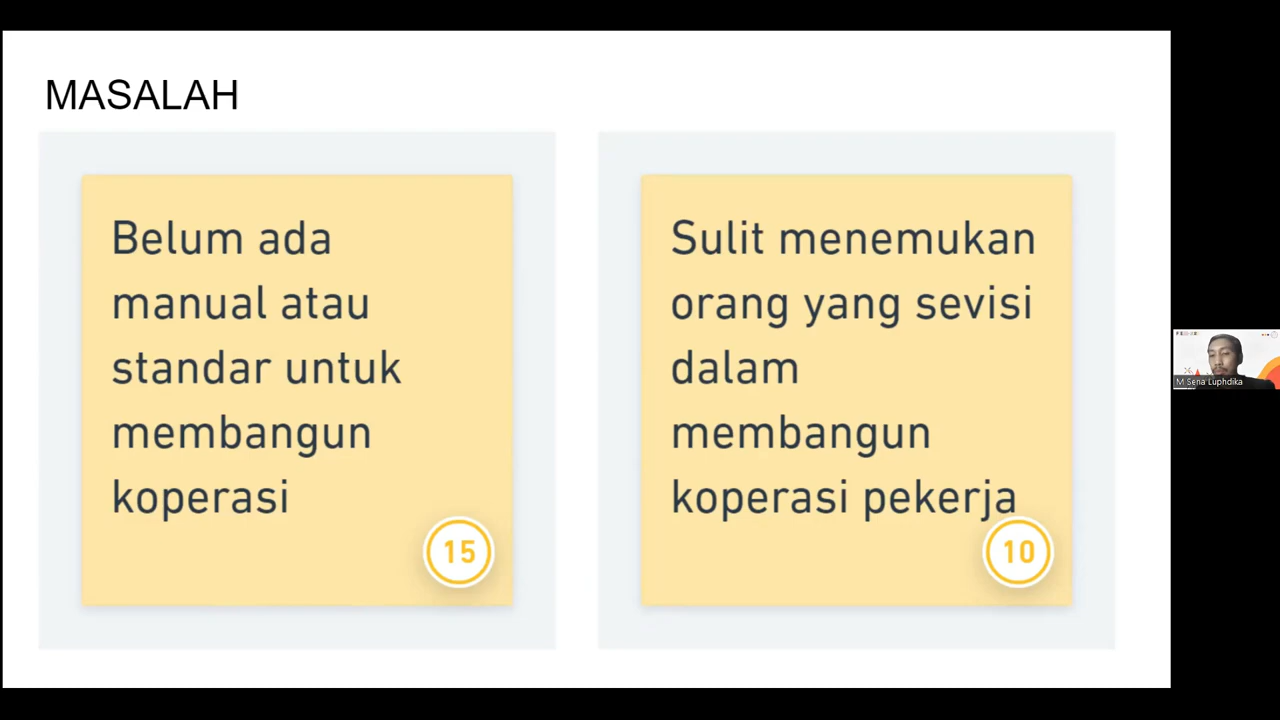 MASALAH
Belum ada
manual atau
standar untuk
membangun
koperasi
15
Sulit menemukan
orang yang sevisi
dalam
membangun
koperasi pekerja
10
M Sena Luphdika